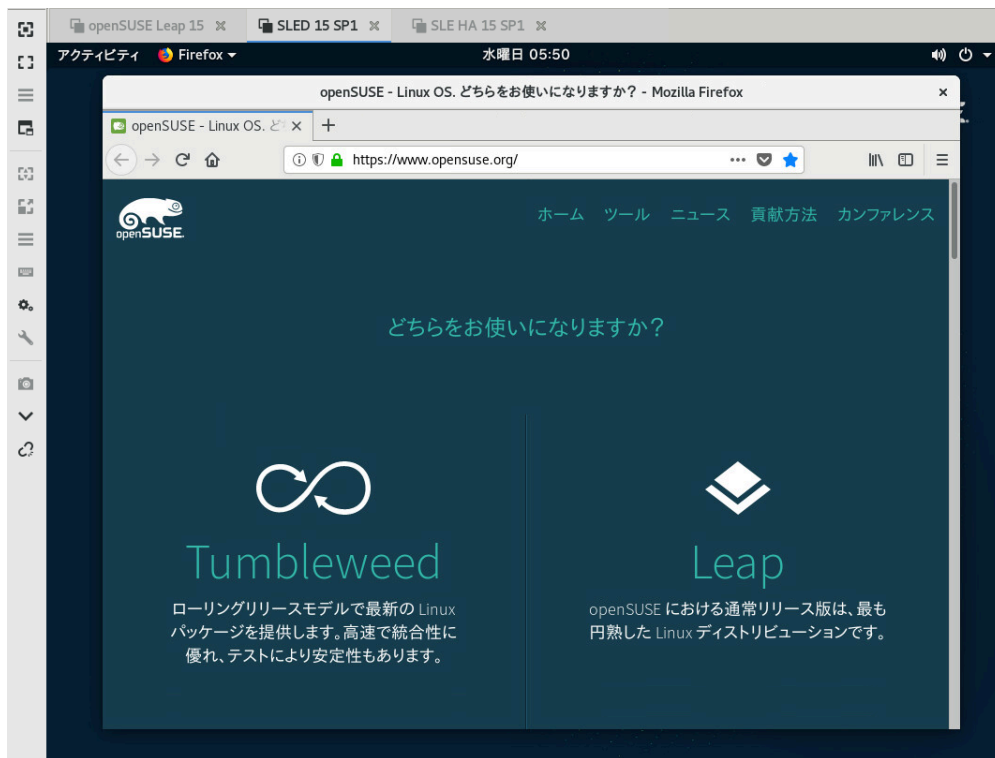 openSUSE Leap 15
SLED 15 SP1
SLE HA 15 SP1
アクティビティ Firefox
水曜日 05:50
openSUSE - Linux OS. どちらをお使いになりますか? - Mozilla Firefox
openSUSE - Linux OS. ど
https://www.opensuse.org/
openSUSE
ホーム ツール ニュース 貢献方法 カンファレンス
どちらをお使いになりますか?
Tumbleweed
ローリングリリースモデルで最新の Linux
パッケージを提供します。高速で統合性に
優れ、テストにより安定性もあります。
Leap
openSUSE における通常リリース版は、最も
円熟した Linux ディストリビューションです。